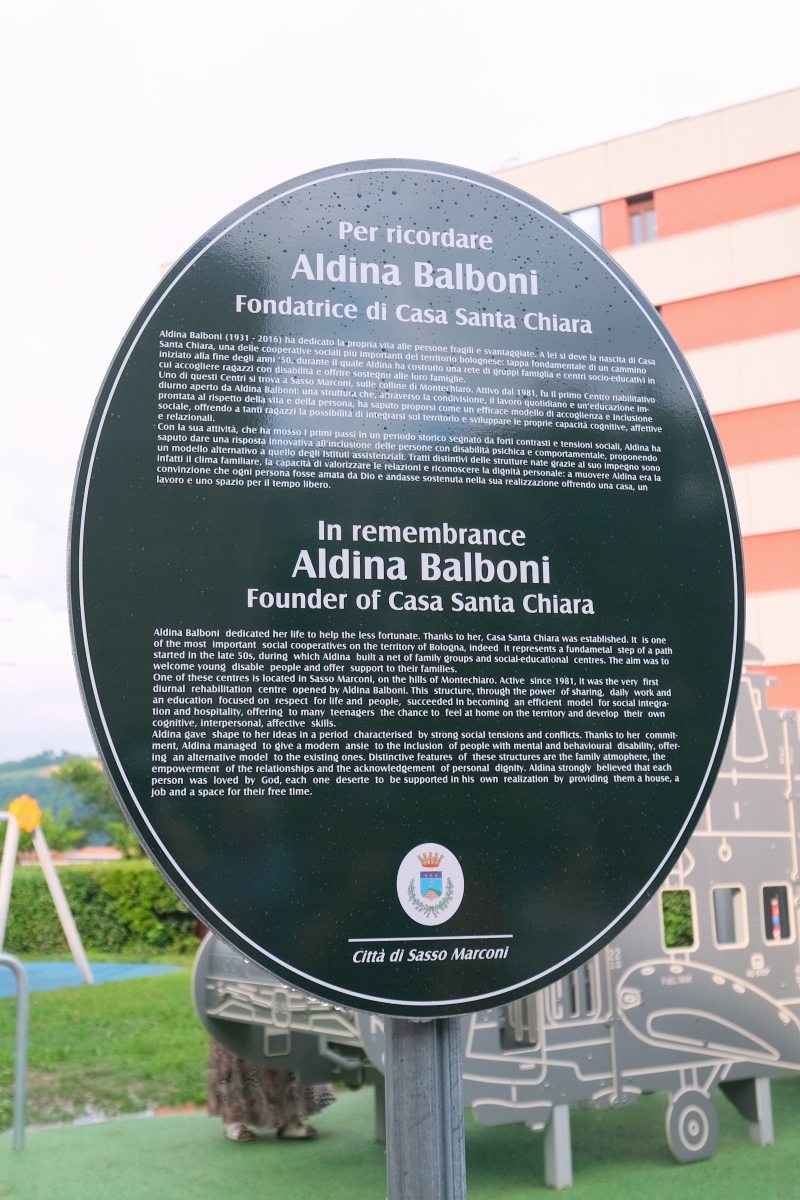 Per ricordare
Aldina Balboni
Fondatrice di Casa Santa Chiara
Aldina Balboni (1931 - 2016) ha dedicato la propria vita alle persone fragili e svantaggiate. A lei si deve la nascita di Casa
Santa Chiara, una delle cooperative sociali più importanti del territorio bolognese: tappa fondamentale di un cammino
iniziato alla fine degli anni '50, durante il quale Aldina ha costruito una rete di gruppi famiglia e centri socio-educativi in
cui accogliere ragazzi con disabilità e offrire sostegno alle loro famiglie.
Uno di questi Centri si trova a Sasso Marconi, sulle colline di Montechiaro. Attivo dal 1981, fu il primo Centro riabilitativo
diurno aperto da Aldina Balboni: una struttura che, attraverso la condivisione, il lavoro quotidiano e un'educazione im-
prontata al rispetto della vita e della persona, ha saputo proporsi come un efficace modello di accoglienza e inclusione
sociale, offrendo a tanti ragazzi la possibilità di integrarsi sul territorio e sviluppare le proprie capacità cognitive, affettive
e relazionali.
Con la sua attività, che ha mosso i primi passi in un periodo storico segnato da forti contrasti e tensioni sociali, Aldina ha
saputo dare una risposta innovativa all'inclusione delle persone con disabilità psichica e comportamentale, proponendo
un modello alternativo a quello degli Istituti assistenziali. Tratti distintivi delle strutture nate grazie al suo impegno sono
infatti il clima familiare, la capacità di valorizzare le relazioni e riconoscere la dignità personale: a muovere Aldina era la
convinzione che ogni persona fosse amata da Dio e andasse sostenuta nella sua realizzazione offrendo una casa, un
lavoro e uno spazio per il tempo libero.
In remembrance
Aldina Balboni
Founder of Casa Santa Chiara
Aldina Balboni dedicated her life to help the less fortunate. Thanks to her, Casa Santa Chiara was established. It is one
of the most important social cooperatives on the territory of Bologna, indeed it represents a fundametal step of a path
started in the late 50s, during which Aldina built a net of family groups and social-educational centres. The aim was to
welcome young disable people and offer support to their families.
One of these centres is located in Sasso Marconi, on the hills of Montechiaro. Active since 1981, it was the very first
diurnal rehabilitation centre opened by Aldina Balboni. This structure, through the power of sharing, daily work and
an education focused on respect for life and people, succeeded in becoming an efficient model for social integra-
tion and hospitality, offering to many teenagers the chance to feel at home on the territory and develop their own
cognitive, interpersonal, affective skills.
Aldina gave shape to her ideas in a period characterised by strong social tensions and conflicts. Thanks to her commit-
ment, Aldina managed to give a modern ansie to the inclusion of people with mental and behavioural disability, offer-
ing an alternative model to the existing ones. Distinctive features of these structures are the family atmosphere, the
empowerment of the relationships and the acknowledgement of personal dignity. Aldina strongly believed that each
person was loved by God, each one deserte to be supported in his own realization by providing them a house, a
job and a space for their free time.
Città di Sasso Marconi